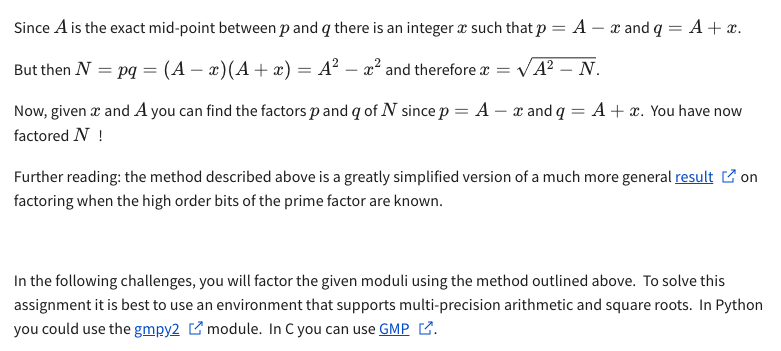 Since A is the exact mid-point between p and q there is an integer x such that p = A − x and q = A + x.
But then N = pq = (A − x)(A + x) = A² − x² and therefore x = √(A² − N).
Now, given x and A you can find the factors p and q of N since p = A − x and q = A + x. You have now
factored N !
Further reading: the method described above is a greatly simplified version of a much more general result on
factoring when the high order bits of the prime factor are known.
In the following challenges, you will factor the given moduli using the method outlined above. To solve this
assignment it is best to use an environment that supports multi-precision arithmetic and square roots. In Python
you could use the gmpy2 module. In C you can use GMP.